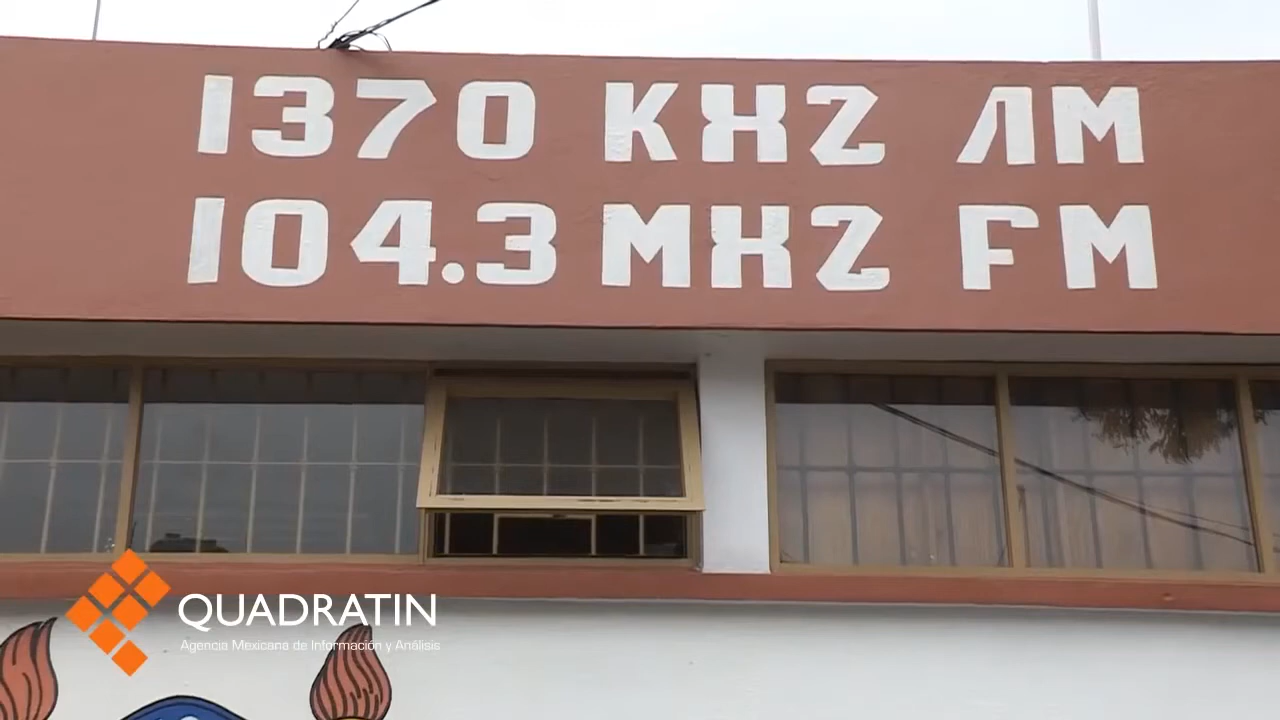 1370 KHZ AM
104.3 MHZ FM
QUADRATIN
Agencia Mexicana de Información y Análisis